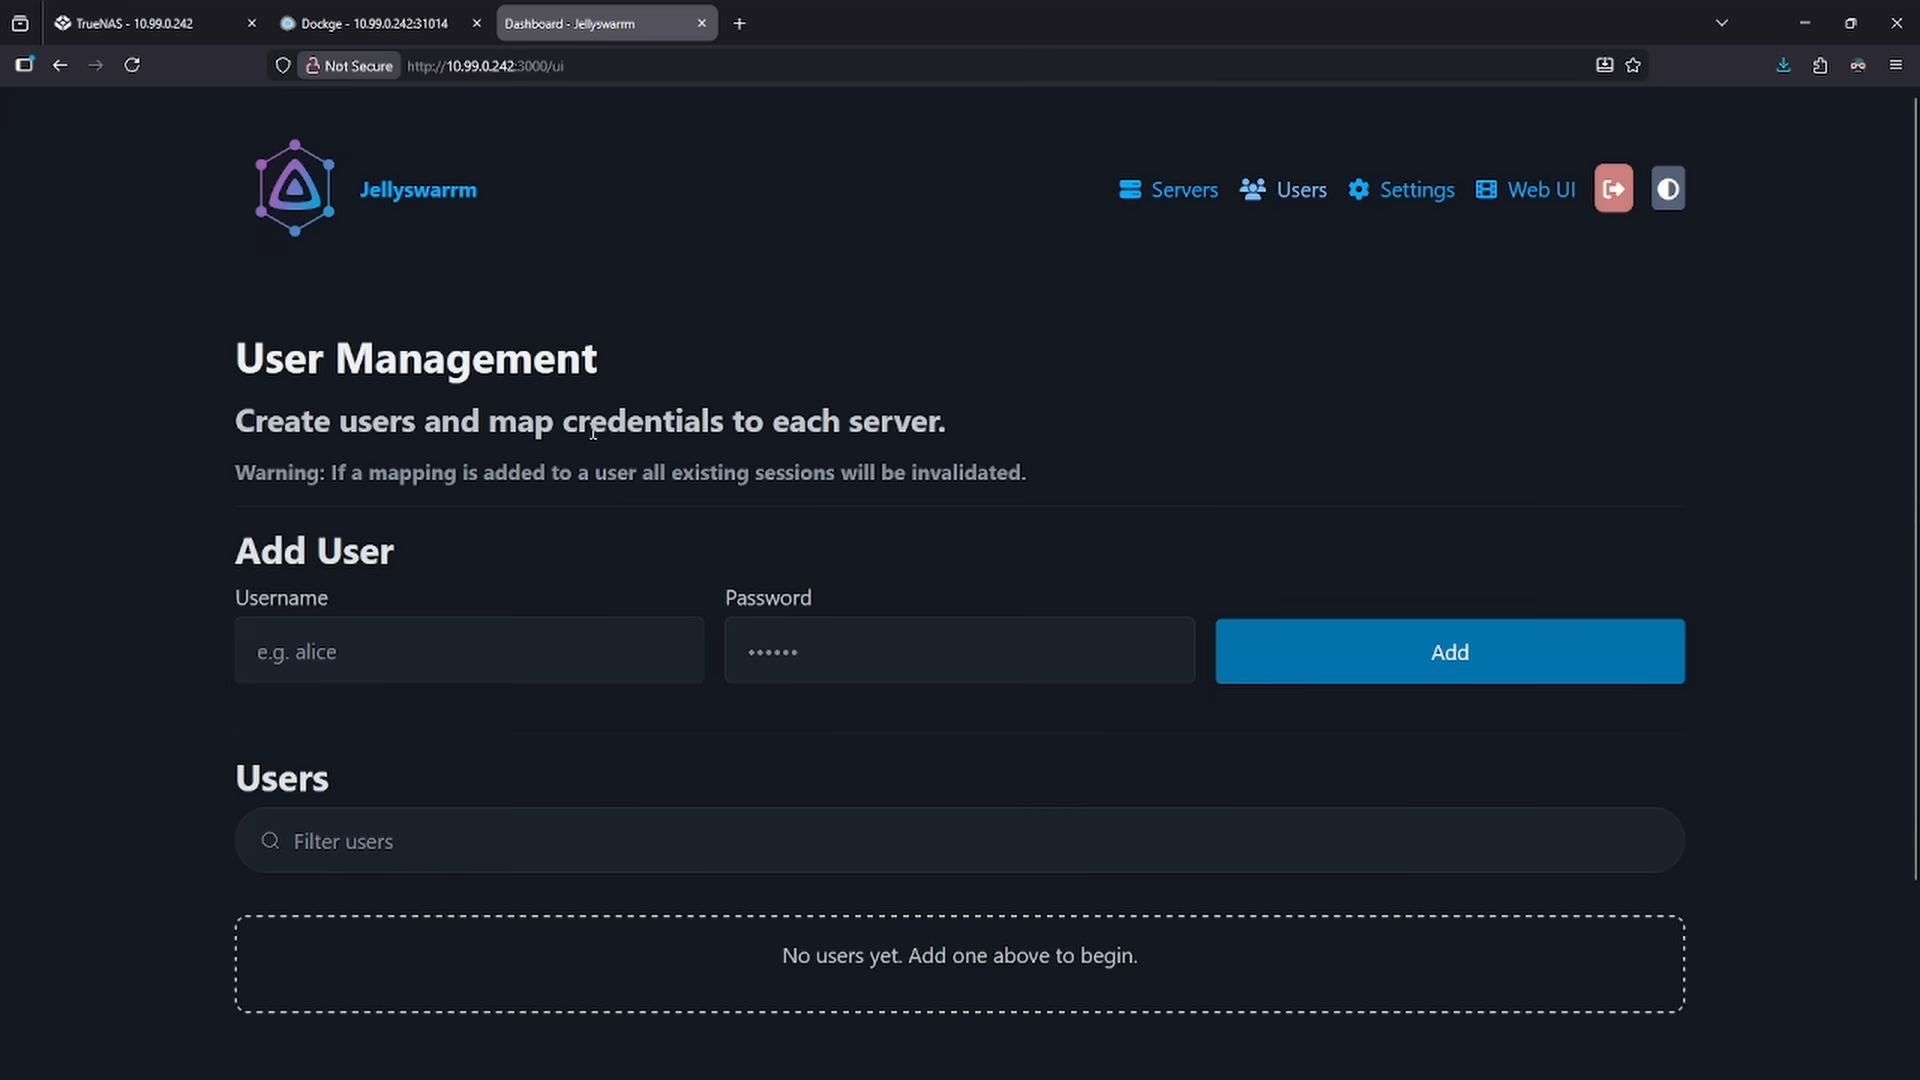 TrueNAS - 10.99.0.242
Dockge - 10.99.0.242:31014
Dashboard - Jellyswarrm
Not Secure
http://10.99.0.242:3000/ui
Jellyswarrm
Servers
Users
Settings
Web UI
User Management
Create users and map credentials to each server.
Warning: If a mapping is added to a user all existing sessions will be invalidated.
Add User
Username
Password
e.g. alice
••••••
Add
Users
Filter users
No users yet. Add one above to begin.